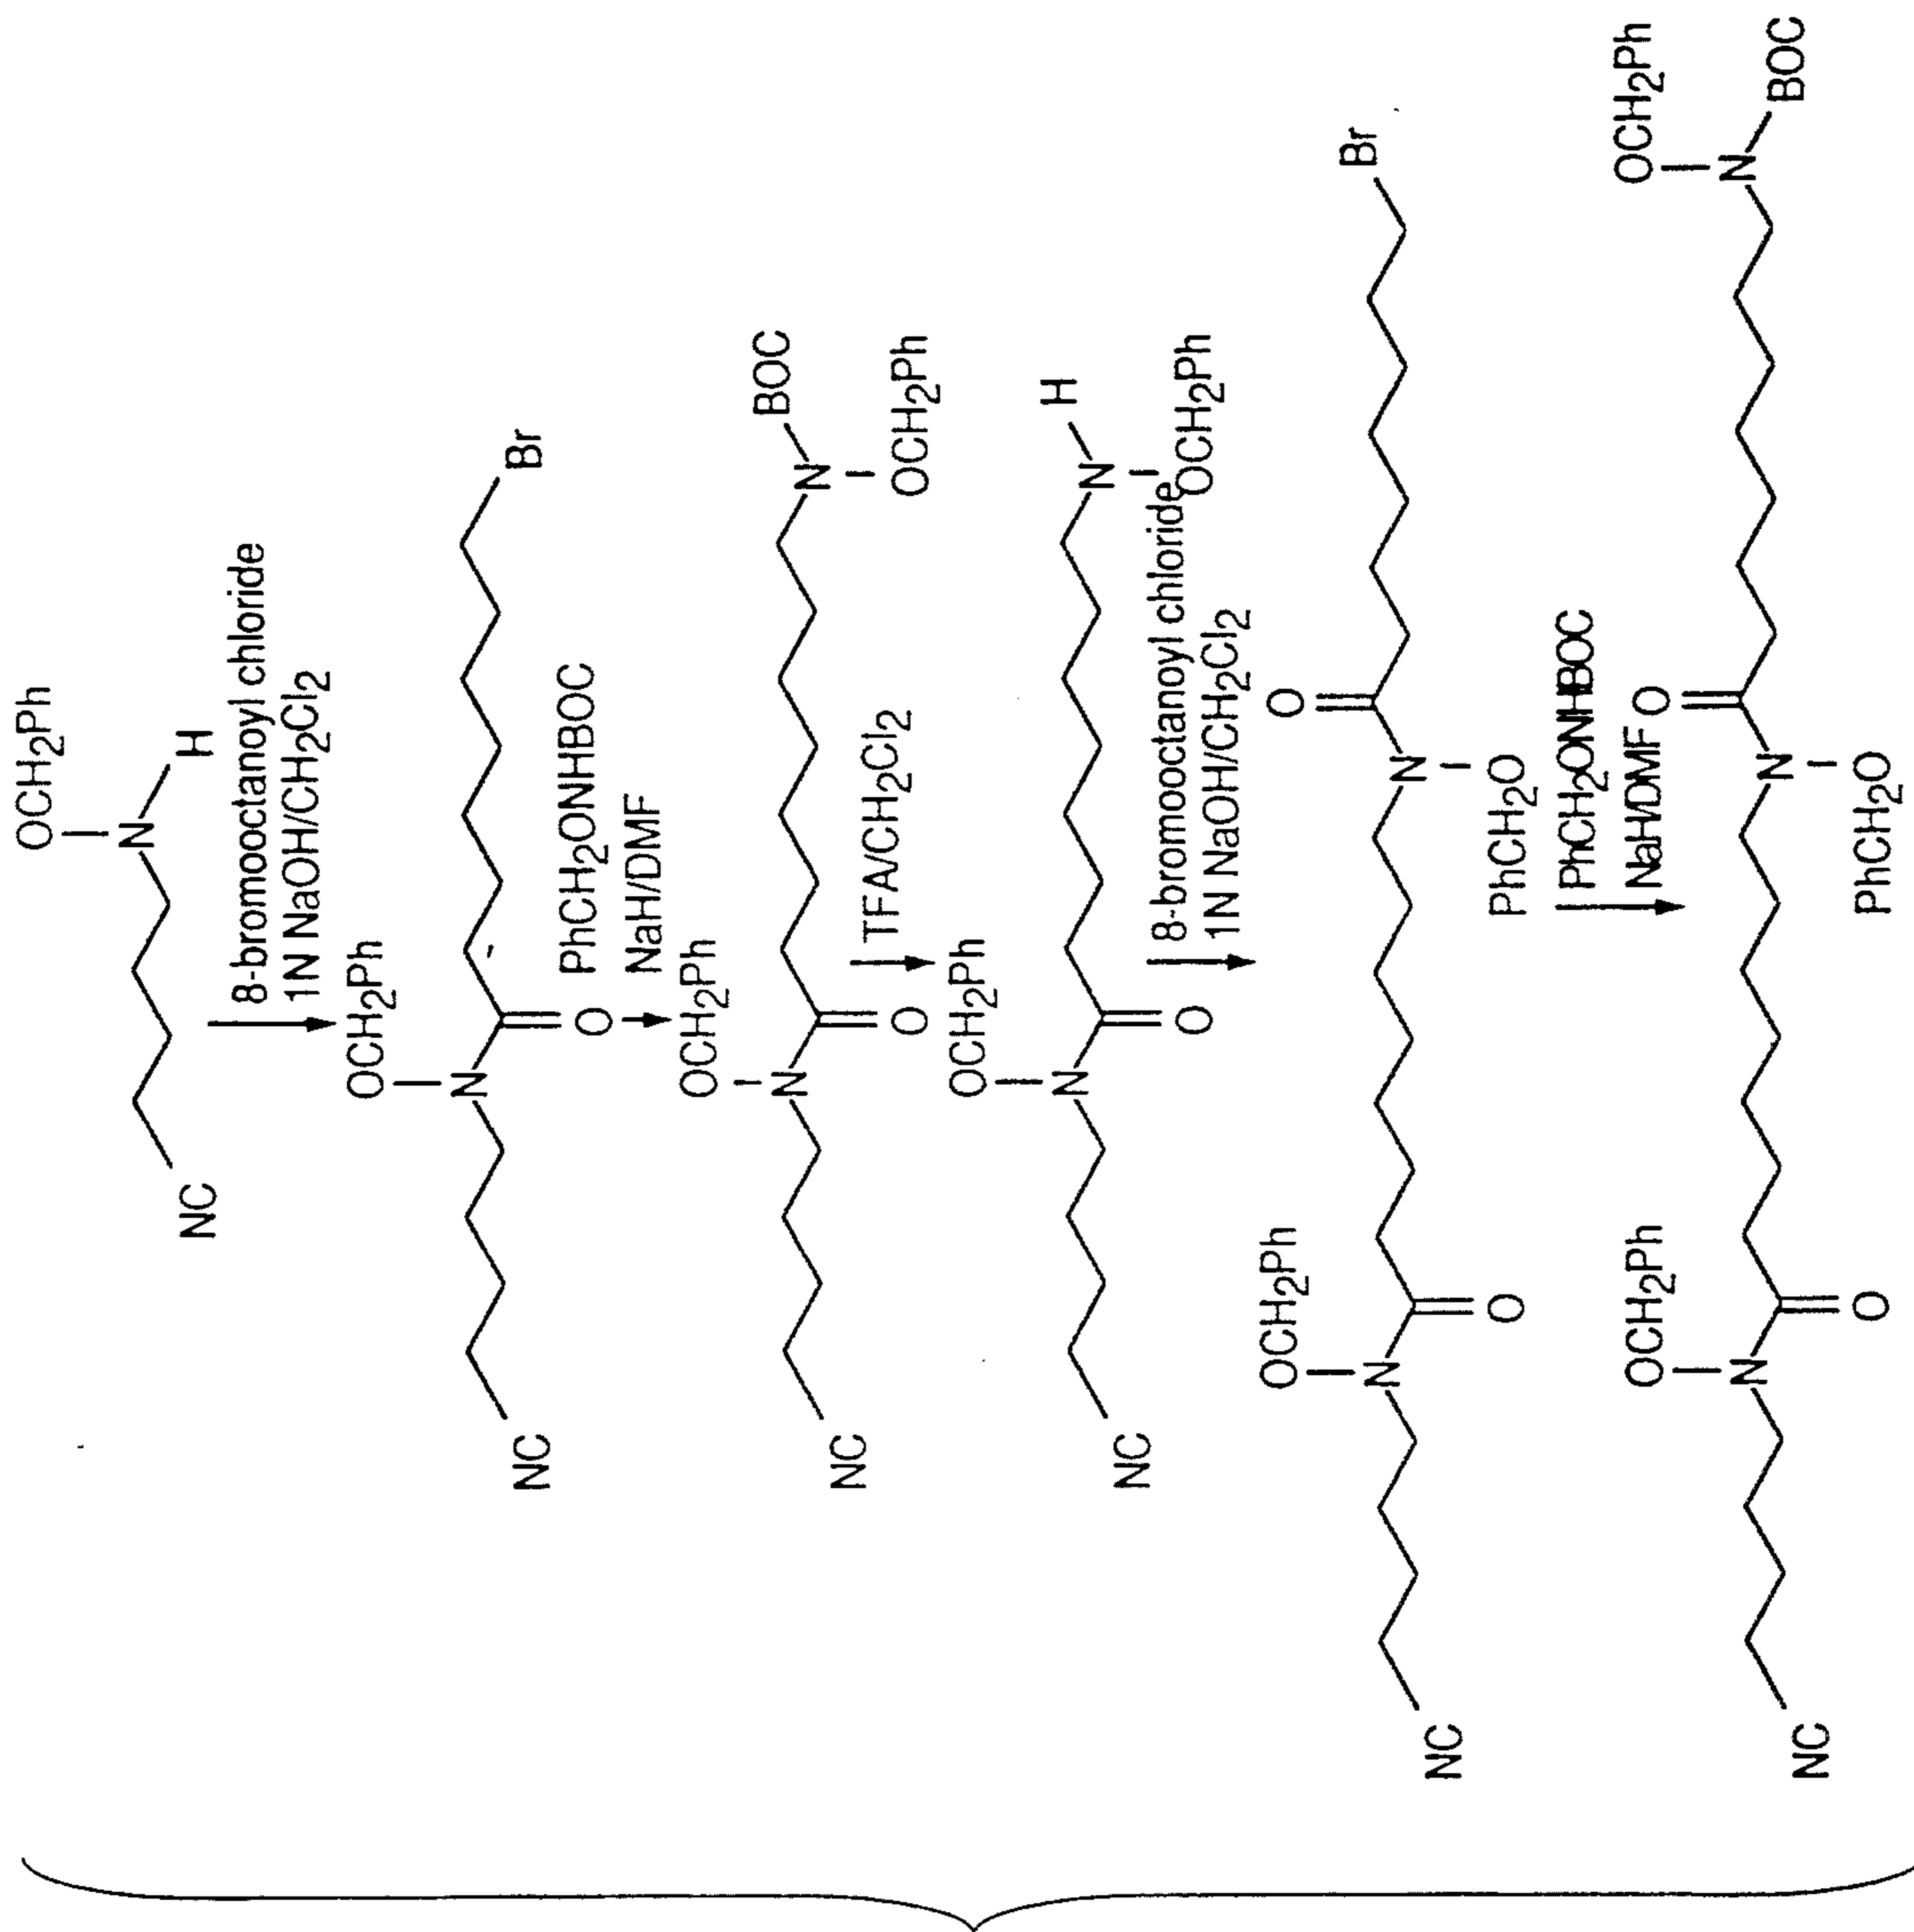 OCH2Ph
N
H
NC
8-bromooctanoyl chloride
1N NaOH/CH2Cl2
OCH2Ph
N
O
Br
NC
PhCH2ONHBOC
NaH/DMF
OCH2Ph
N
O
N
BOC
OCH2Ph
NC
TFA/CH2Cl2
OCH2Ph
N
O
N
H
OCH2Ph
NC
8-bromooctanoyl chloride
1N NaOH/CH2Cl2
OCH2Ph
N
O
O
N
PhCH2O
Br
NC
PhCH2ONHBOC
NaH/DMF
OCH2Ph
N
O
O
N
PhCH2O
OCH2Ph
N
BOC
NC